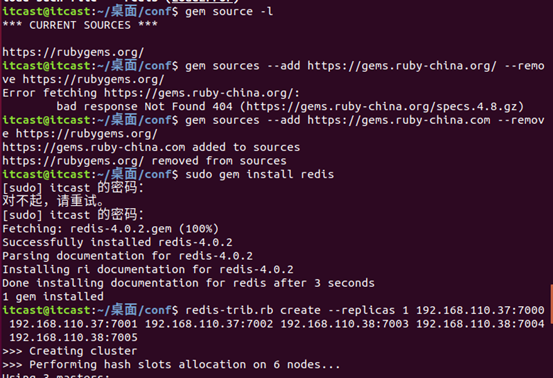 itcast@itcast:~/桌面/conf$ gem source -l
*** CURRENT SOURCES ***
https://rubygems.org/
itcast@itcast:~/桌面/conf$ gem sources --add https://gems.ruby-china.org/ --remo
ve https://rubygems.org/
Error fetching https://gems.ruby-china.org/:
        bad response Not Found 404 (https://gems.ruby-china.org/specs.4.8.gz)
itcast@itcast:~/桌面/conf$ gem sources --add https://gems.ruby-china.com --remov
e https://rubygems.org/
https://gems.ruby-china.com added to sources
https://rubygems.org/ removed from sources
itcast@itcast:~/桌面/conf$ sudo gem install redis
[sudo] itcast 的密码：
对不起，请重试。
[sudo] itcast 的密码：
Fetching: redis-4.0.2.gem (100%)
Successfully installed redis-4.0.2
Parsing documentation for redis-4.0.2
Installing ri documentation for redis-4.0.2
Done installing documentation for redis after 3 seconds
1 gem installed
itcast@itcast:~/桌面/conf$ redis-trib.rb create --replicas 1 192.168.110.37:7000
 192.168.110.37:7001 192.168.110.37:7002 192.168.110.38:7003 192.168.110.38:7004
 192.168.110.38:7005
>>> Creating cluster
>>> Performing hash slots allocation on 6 nodes...
Using 3 masters: